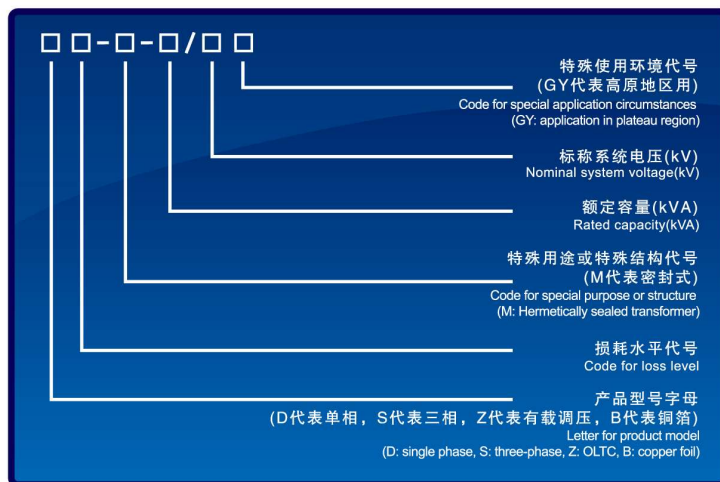 □□-□-□/□□
特殊使用环境代号
(GY代表高原地区用)
Code for special application circumstances
(GY: application in plateau region)
标称系统电压(kV)
Nominal system voltage(kV)
额定容量(kVA)
Rated capacity(kVA)
特殊用途或特殊结构代号
(M代表密封式)
Code for special purpose or structure
(M: Hermetically sealed transformer)
损耗水平代号
Code for loss level
产品型号字母
(D代表单相，S代表三相，Z代表有载调压，B代表铜箔)
Letter for product model
(D: single phase, S: three-phase, Z: OLTC, B: copper foil)